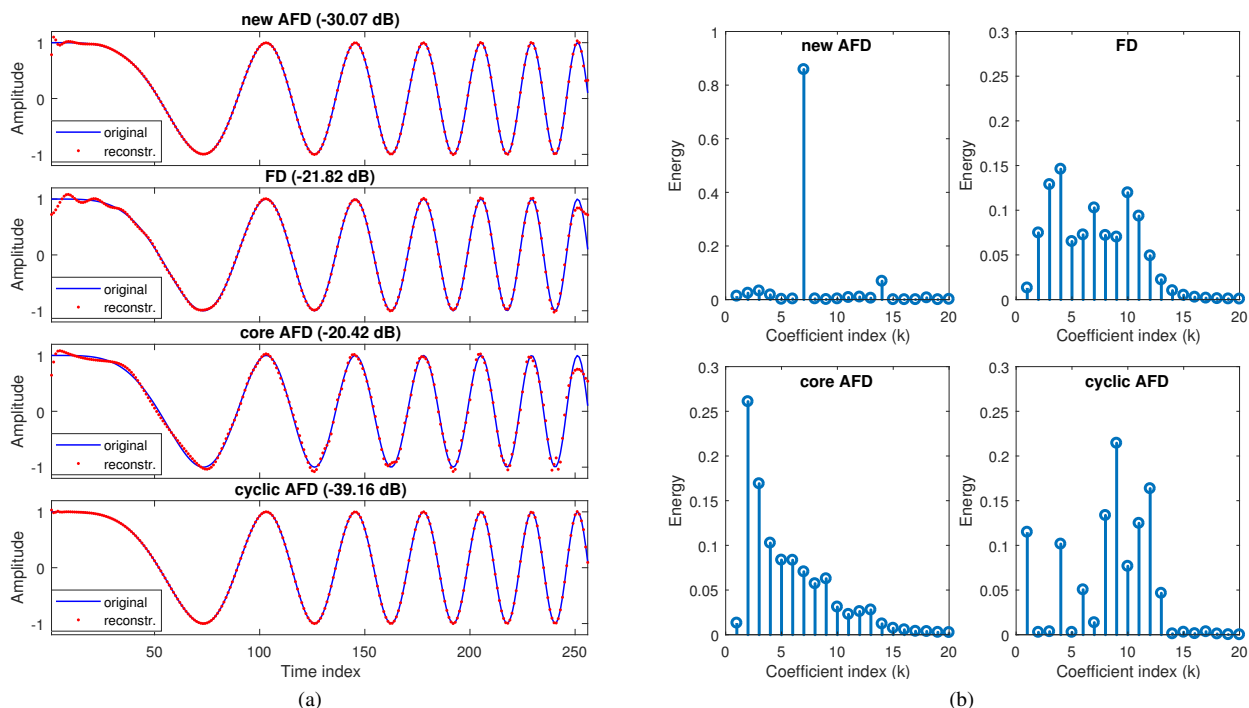 new AFD (-30.07 dB)
Amplitude
1
0
-1
original
reconstr.
FD (-21.82 dB)
Amplitude
1
0
-1
original
reconstr.
core AFD (-20.42 dB)
Amplitude
1
0
-1
original
reconstr.
cyclic AFD (-39.16 dB)
Amplitude
1
0
-1
original
reconstr.
50 100 150 200 250
Time index
(a)
new AFD
Energy
1
0.8
0.6
0.4
0.2
0
0 5 10 15 20
Coefficient index (k)
FD
Energy
0.3
0.25
0.2
0.15
0.1
0.05
0
0 5 10 15 20
Coefficient index (k)
core AFD
Energy
0.3
0.25
0.2
0.15
0.1
0.05
0
0 5 10 15 20
Coefficient index (k)
cyclic AFD
Energy
0.3
0.25
0.2
0.15
0.1
0.05
0
0 5 10 15 20
Coefficient index (k)
(b)